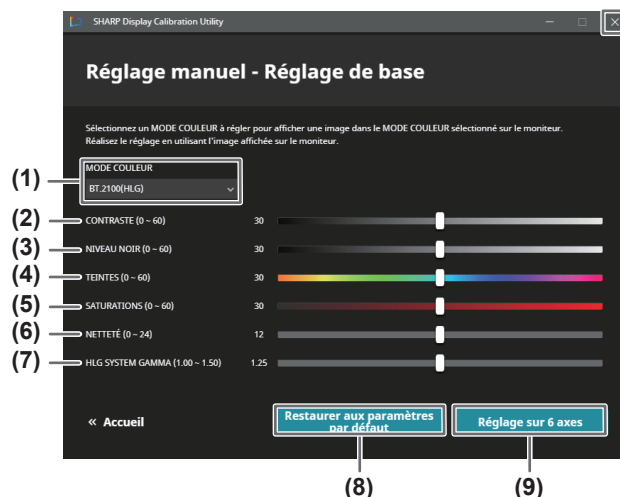 SHARP Display Calibration Utility
Réglage manuel - Réglage de base
Sélectionnez un MODE COULEUR à régler pour afficher une image dans le MODE COULEUR sélectionné sur le moniteur.
Réalisez le réglage en utilisant l'image affichée sur le moniteur.
MODE COULEUR
(1)
BT.2100(HLG)
(2) CONTRASTE (0 ~ 60) 30
(3) NIVEAU NOIR (0 ~ 60) 30
(4) TEINTES (0 ~ 60) 30
(5) SATURATIONS (0 ~ 60) 30
(6) NETTETÉ (0 ~ 24) 12
(7) HLG SYSTEM GAMMA (1.00 ~ 1.50) 1.25
« Accueil
Restaurer aux paramètres
par défaut
Réglage sur 6 axes
(8) (9)